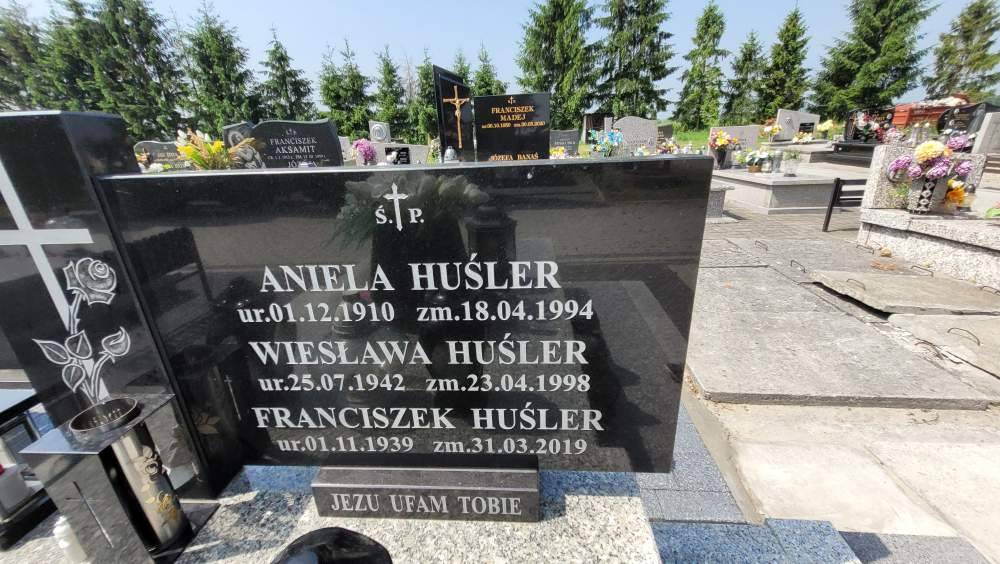 FRANCISZEK
AKSAMIT
FRANCISZEK
MADEJ
JÓZEFA BANAŚ
Ś. P.
ANIELA HUŚLER
ur.01.12.1910 zm.18.04.1994
WIESŁAWA HUŚLER
ur.25.07.1942 zm.23.04.1998
FRANCISZEK HUŚLER
ur.01.11.1939 zm.31.03.2019
JEZU UFAM TOBIE